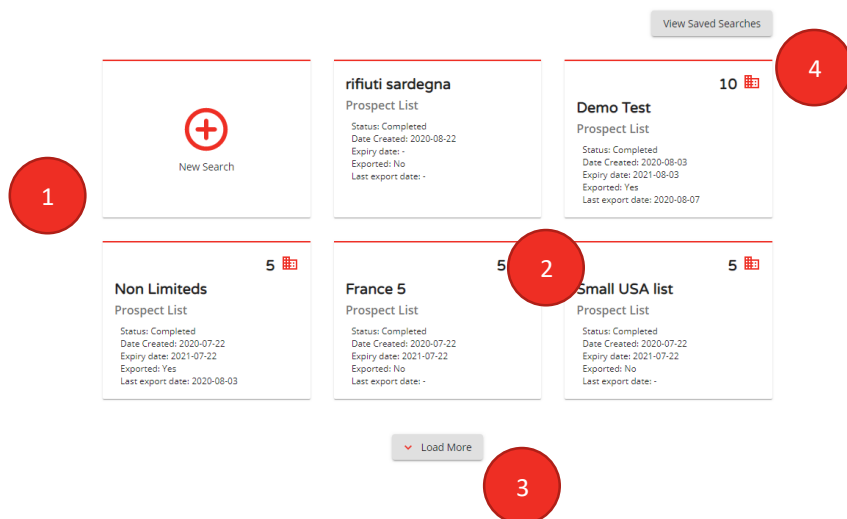 View Saved Searches
4
New Search
1
rifiuti sardegna
Prospect List
Status: Completed
Date Created: 2020-08-22
Expiry date: -
Exported: No
Last export date: -
10
Demo Test
Prospect List
Status: Completed
Date Created: 2020-08-03
Expiry date: 2021-08-03
Exported: Yes
Last export date: 2020-08-07
5
Non Limiteds
Prospect List
Status: Completed
Date Created: 2020-07-22
Expiry date: 2021-07-22
Exported: Yes
Last export date: 2020-08-03
5
France 5
Prospect List
Status: Completed
Date Created: 2020-07-22
Expiry date: 2021-07-22
Exported: No
Last export date: -
2
5
Small USA list
Prospect List
Status: Completed
Date Created: 2020-07-22
Expiry date: 2021-07-22
Exported: No
Last export date: -
Load More
3